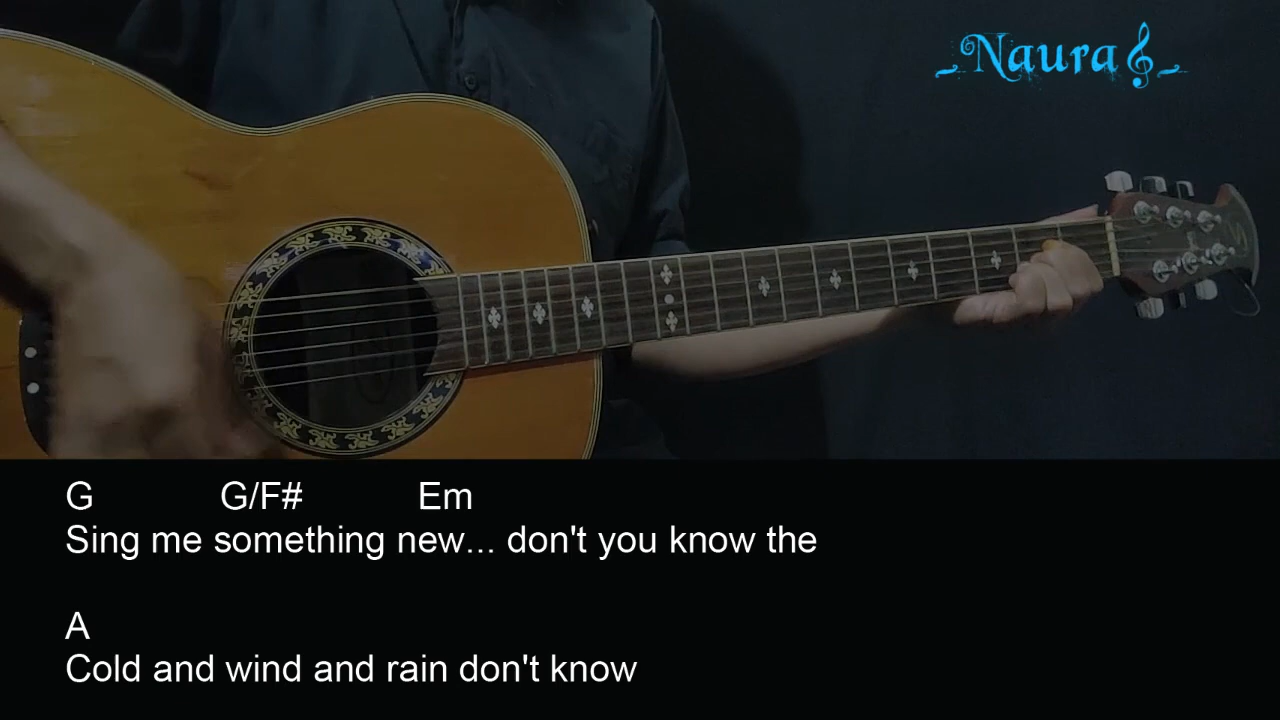 Naura
G G/F# Em
Sing me something new... don't you know the
A
Cold and wind and rain don't know